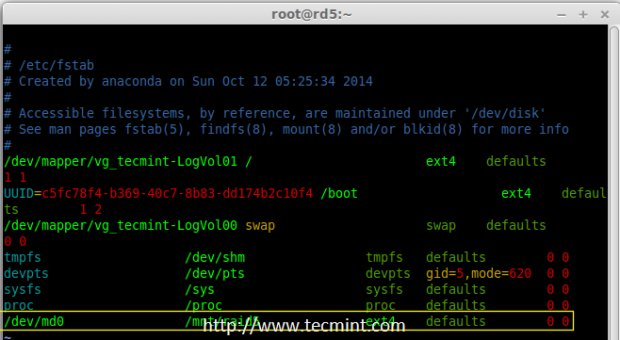 root@rd5:~
#
# /etc/fstab
# Created by anaconda on Sun Oct 12 05:25:34 2014
#
# Accessible filesystems, by reference, are maintained under '/dev/disk'
# See man pages fstab(5), findfs(8), mount(8) and/or blkid(8) for more info
#
/dev/mapper/vg_tecmint-LogVol01 / ext4 defaults
1 1
UUID=c5fc78f4-b369-40c7-8b83-dd174b2c10f4 /boot ext4 defaul
ts 1 2
/dev/mapper/vg_tecmint-LogVol00 swap swap defaults
0 0
tmpfs /dev/shm tmpfs defaults 0 0
devpts /dev/pts devpts gid=5,mode=620 0 0
sysfs /sys sysfs defaults 0 0
proc /proc proc defaults 0 0
/dev/md0 /mnt/raid5 ext4 defaults 0 0
http://www.tecmint.com
~